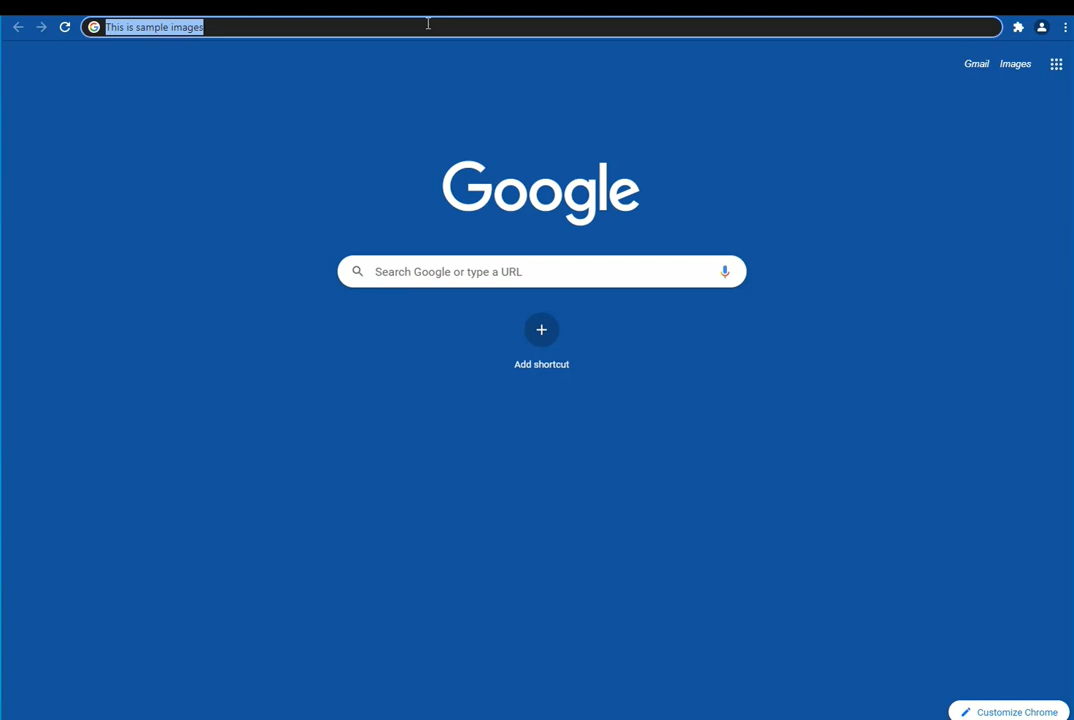 This is sample images
Gmail Images
Google
Search Google or type a URL
Add shortcut
Customize Chrome